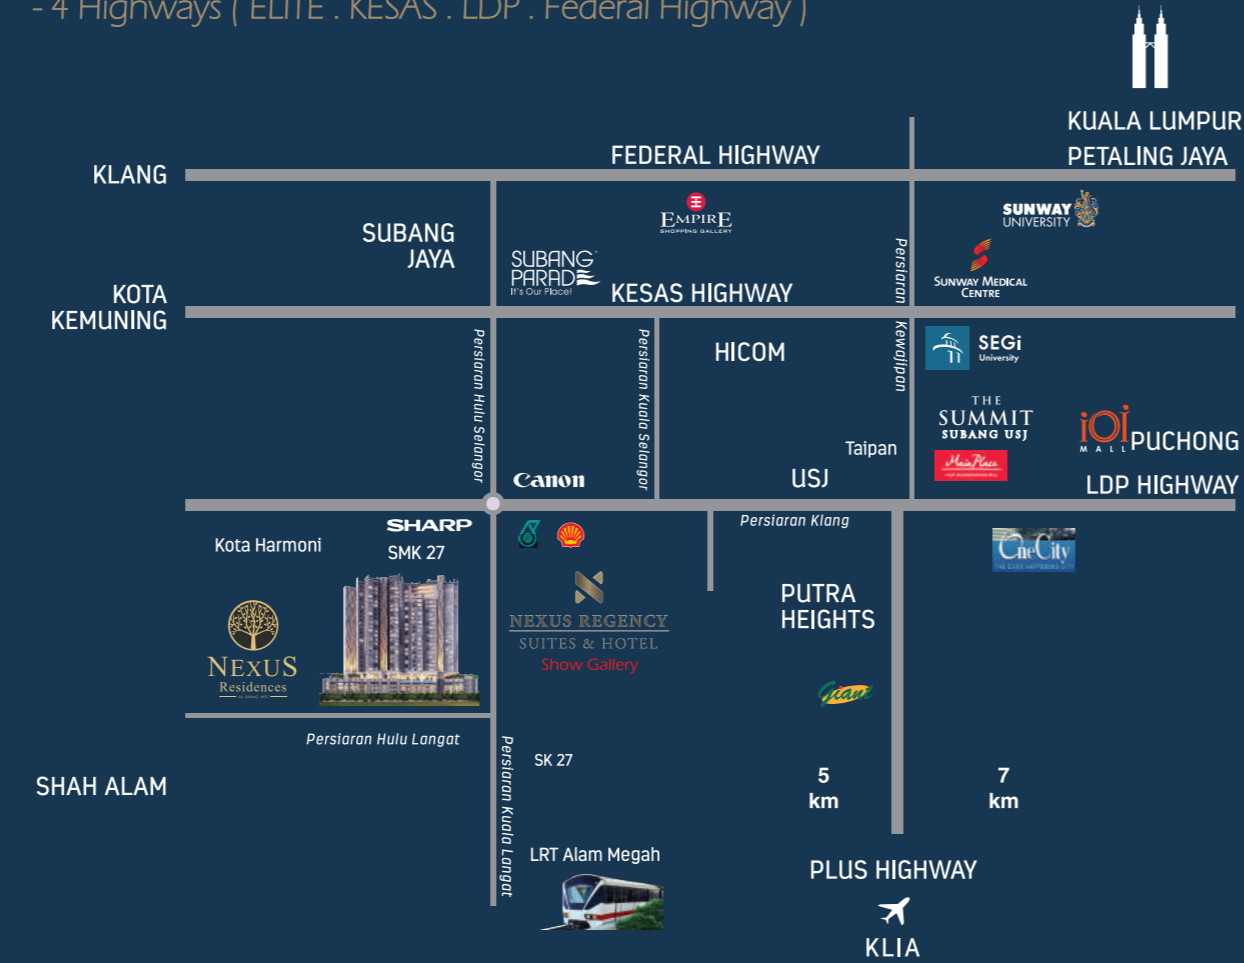 - 4 Highways ( ELITE . KESAS . LDP . Federal Highway )
KUALA LUMPUR
PETALING JAYA
FEDERAL HIGHWAY
KLANG
SUBANG
JAYA
EMPIRE
SHOPPING GALLERY
SUNWAY
UNIVERSITY
SUBANG
PARADE
It's Our Place!
Persiaran Kewajipan
SUNWAY MEDICAL
CENTRE
KOTA
KEMUNING
KESAS HIGHWAY
Persiaran Hulu Selangor
Persiaran Kuala Selangor
HICOM
SEGi
University
THE
SUMMIT
SUBANG USJ
Main Place
iOi
MALL
PUCHONG
Taipan
USJ
Canon
LDP HIGHWAY
SHARP
Persiaran Klang
Kota Harmoni
SMK 27
OneCity
NEXUS REGENCY
SUITES & HOTEL
Show Gallery
PUTRA
HEIGHTS
NEXUS
Residences
Giant
Persiaran Hulu Langat
Persiaran Kuala Langat
SK 27
SHAH ALAM
5
km
7
km
LRT Alam Megah
PLUS HIGHWAY
KLIA